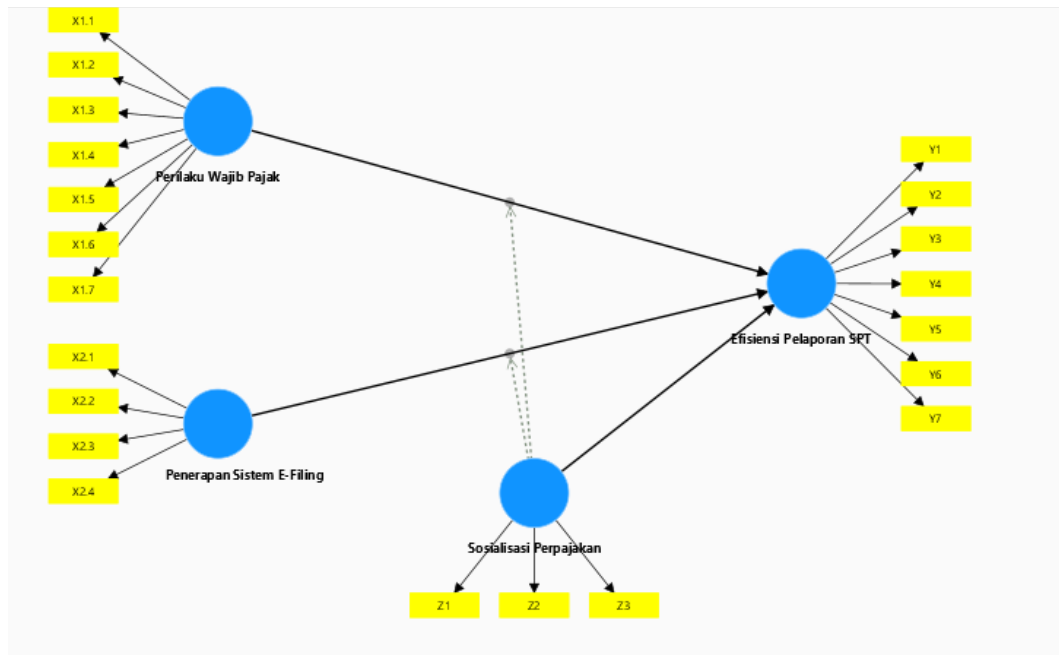 X1.1
X1.2
X1.3
X1.4
X1.5
X1.6
X1.7
Perilaku Wajib Pajak
X2.1
X2.2
X2.3
X2.4
Penerapan Sistem E-Filing
Sosialisasi Perpajakan
Z1
Z2
Z3
Efisiensi Pelaporan SPT
Y1
Y2
Y3
Y4
Y5
Y6
Y7